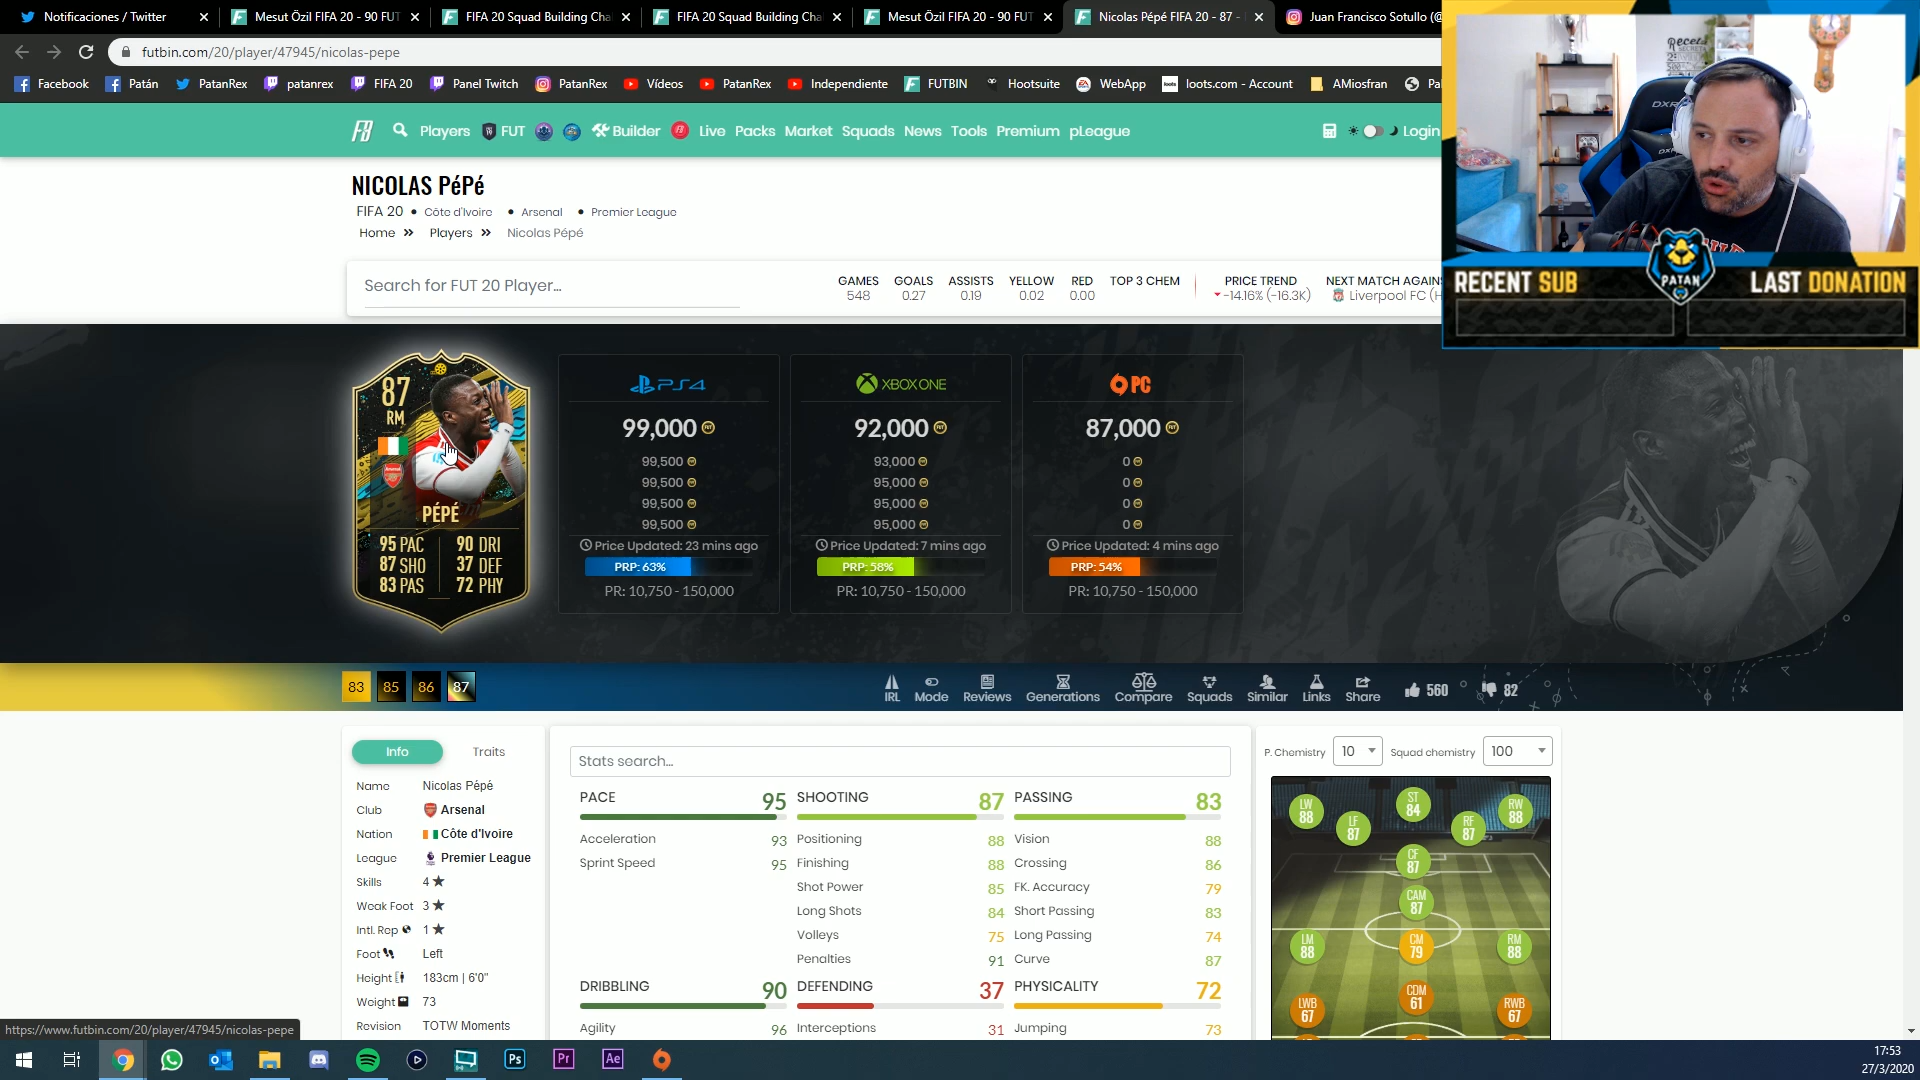 Notificaciones / Twitter
Mesut Özil FIFA 20 - 90 FUT
FIFA 20 Squad Building Cha
FIFA 20 Squad Building Cha
Mesut Özil FIFA 20 - 90 FUT
Nicolas Pépé FIFA 20 - 87 -
Juan Francisco Sotullo (@
futbin.com/20/player/47945/nicolas-pepe
Facebook Patán PatanRex patanrex FIFA 20 Panel Twitch PatanRex Vídeos PatanRex Independiente FUTBIN Hootsuite WebApp loots.com - Account AMiosfran Pa
Players FUT Builder Live Packs Market Squads News Tools Premium pLeague Login
NICOLAS PéPé
FIFA 20 • Côte d'Ivoire • Arsenal • Premier League
Home » Players » Nicolas Pépé
Search for FUT 20 Player...
GAMES GOALS ASSISTS YELLOW RED TOP 3 CHEM PRICE TREND NEXT MATCH AGAINS
548 0.27 0.19 0.02 0.00 -14.16% (-16.3K) Liverpool FC (H
RECENT SUB PATAN LAST DONATION
87
RM
PÉPÉ
95 PAC 90 DRI
87 SHO 37 DEF
83 PAS 72 PHY
PS4
99,000
99,500
99,500
99,500
99,500
Price Updated: 23 mins ago
PRP: 63%
PR: 10,750 - 150,000
XBOX ONE
92,000
93,000
95,000
95,000
95,000
Price Updated: 7 mins ago
PRP: 58%
PR: 10,750 - 150,000
PC
87,000
0
0
0
0
Price Updated: 4 mins ago
PRP: 54%
PR: 10,750 - 150,000
83 85 86 87
IRL Mode Reviews Generations Compare Squads Similar Links Share 560 82
Info Traits
Name Nicolas Pépé
Club Arsenal
Nation Côte d'Ivoire
League Premier League
Skills 4
Weak Foot 3
Intl. Rep 1
Foot Left
Height 183cm | 6'0"
Weight 73
Revision TOTW Moments
Stats search...
PACE 95
Acceleration 93
Sprint Speed 95
SHOOTING 87
Positioning 88
Finishing 88
Shot Power 85
Long Shots 84
Volleys 75
Penalties 91
PASSING 83
Vision 88
Crossing 86
FK. Accuracy 79
Short Passing 83
Long Passing 74
Curve 87
DRIBBLING 90
Agility 96
DEFENDING 37
Interceptions 31
PHYSICALITY 72
Jumping 73
P. Chemistry 10 Squad chemistry 100
LW 88
LF 87
ST 84
RF 87
RW 88
CF 87
CAM 87
LM 88
CM 79
RM 88
LWB 67
CDM 61
RWB 67
https://www.futbin.com/20/player/47945/nicolas-pepe
17:53
27/3/2020